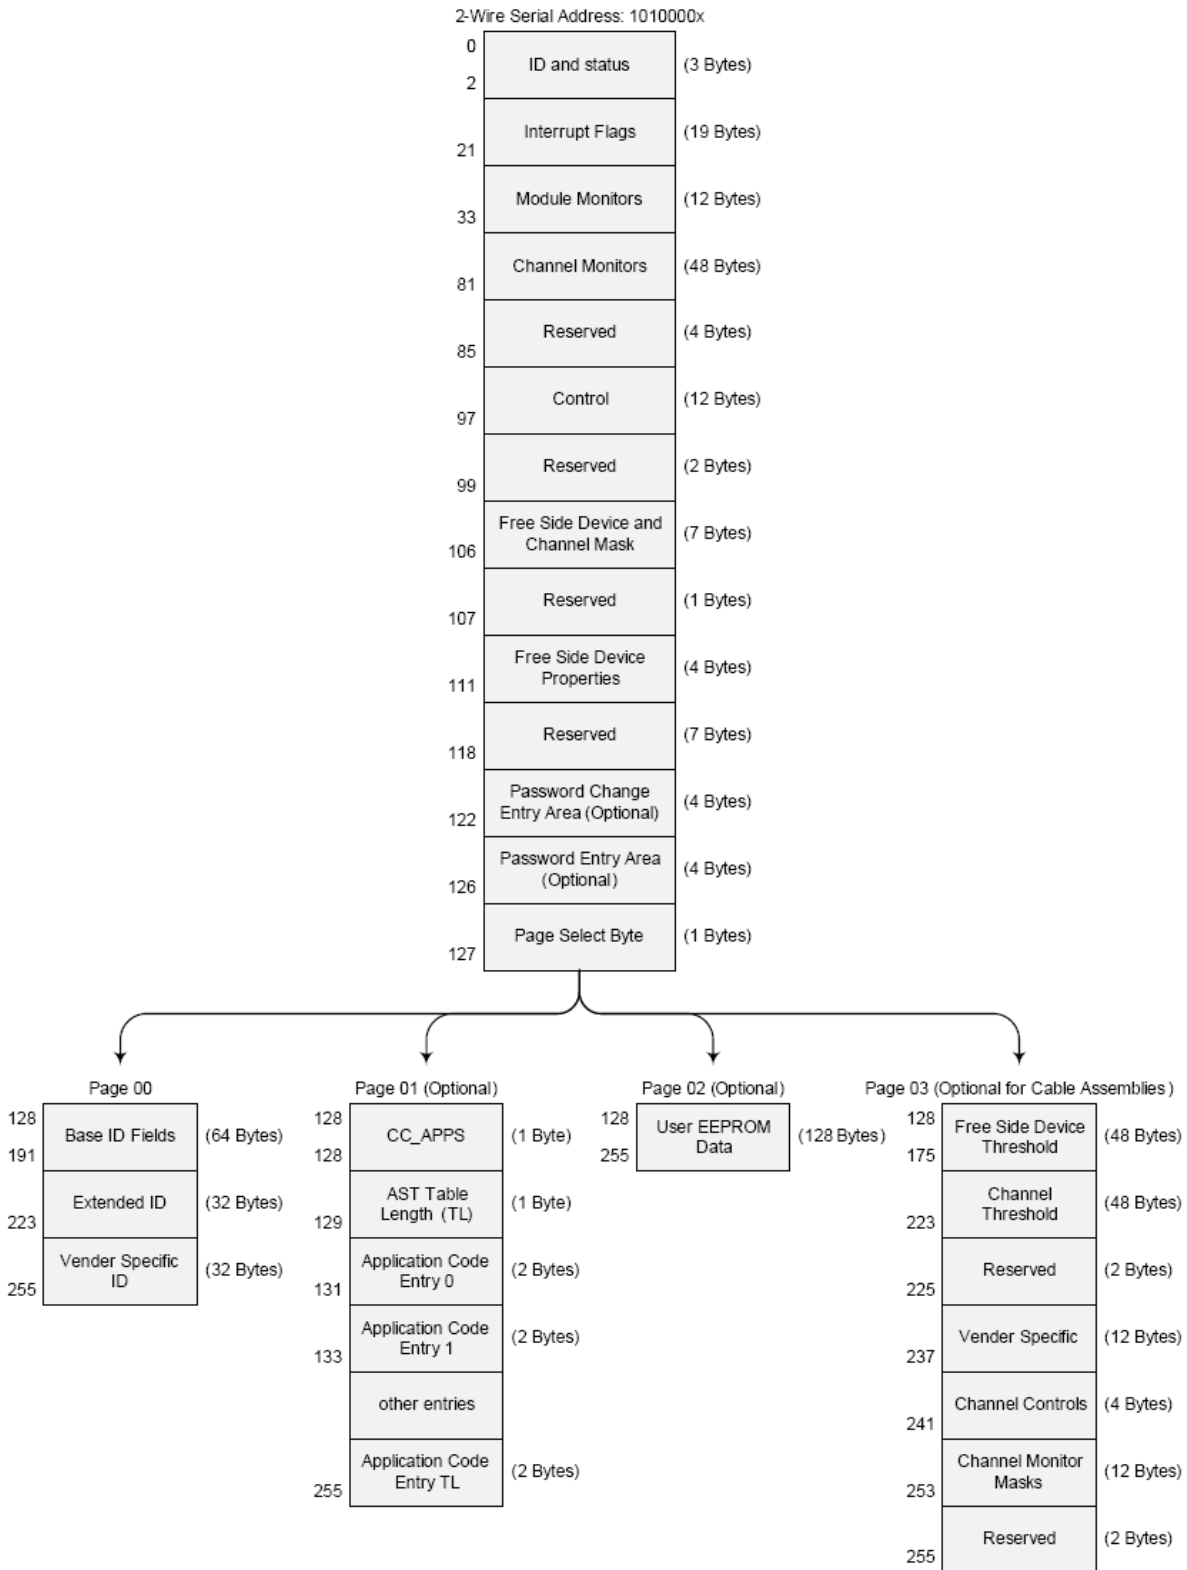 2-Wire Serial Address: 1010000x
0
ID and status
(3 Bytes)
2
Interrupt Flags
(19 Bytes)
21
Module Monitors
(12 Bytes)
33
Channel Monitors
(48 Bytes)
81
Reserved
(4 Bytes)
85
Control
(12 Bytes)
97
Reserved
(2 Bytes)
99
Free Side Device and
Channel Mask
(7 Bytes)
106
Reserved
(1 Bytes)
107
Free Side Device
Properties
(4 Bytes)
111
Reserved
(7 Bytes)
118
Password Change
Entry Area (Optional)
(4 Bytes)
122
Password Entry Area
(Optional)
(4 Bytes)
126
Page Select Byte
(1 Bytes)
127
Page 00
128
Base ID Fields
(64 Bytes)
191
Extended ID
(32 Bytes)
223
Vender Specific
ID
(32 Bytes)
255
Page 01 (Optional)
128
CC_APPS
(1 Byte)
128
AST Table
Length (TL)
(1 Byte)
129
Application Code
Entry 0
(2 Bytes)
131
Application Code
Entry 1
(2 Bytes)
133
other entries
Application Code
Entry TL
(2 Bytes)
255
Page 02 (Optional)
128
User EEPROM
Data
(128 Bytes)
255
Page 03 (Optional for Cable Assemblies)
128
Free Side Device
Threshold
(48 Bytes)
175
Channel
Threshold
(48 Bytes)
223
Reserved
(2 Bytes)
225
Vender Specific
(12 Bytes)
237
Channel Controls
(4 Bytes)
241
Channel Monitor
Masks
(12 Bytes)
253
Reserved
(2 Bytes)
255